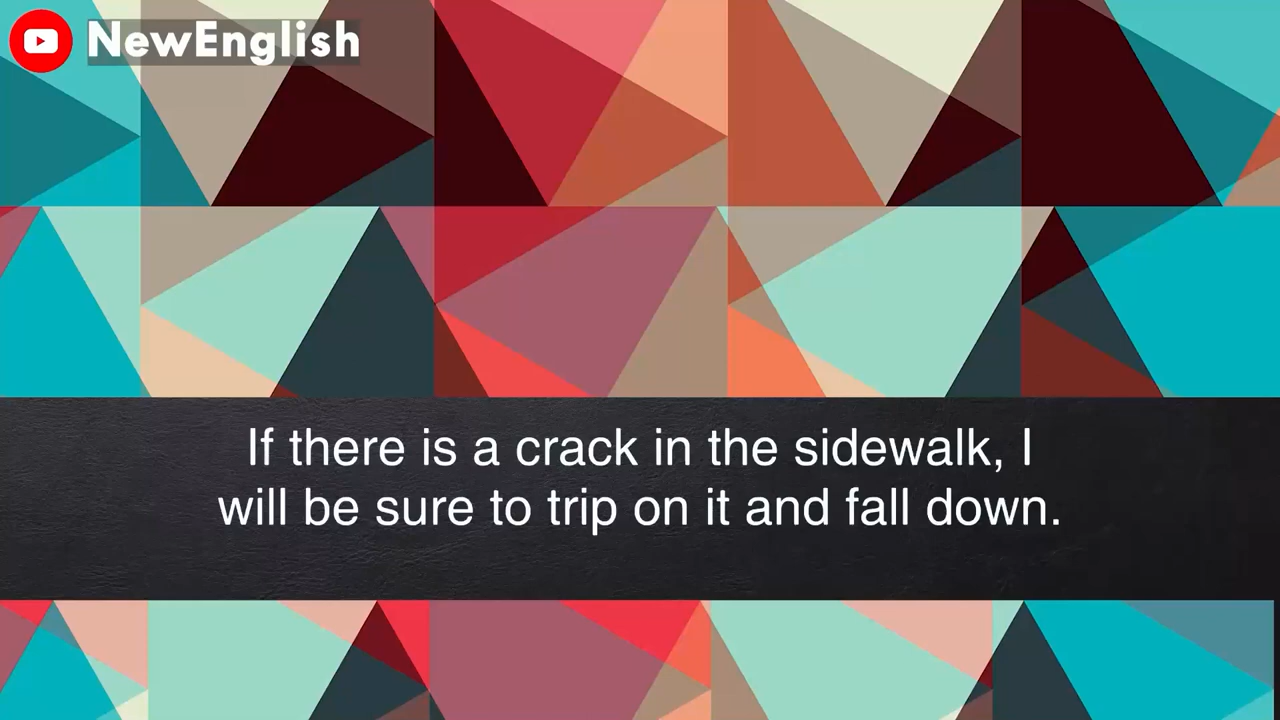 NewEnglish
If there is a crack in the sidewalk, I
will be sure to trip on it and fall down.